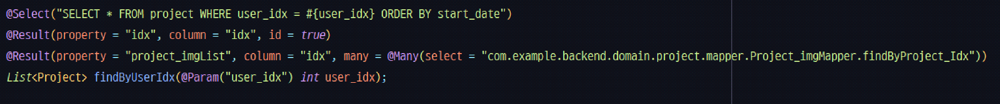 @Select("SELECT * FROM project WHERE user_idx = #{user_idx} ORDER BY start_date")
@Result(property = "idx", column = "idx", id = true)
@Result(property = "project_imgList", column = "idx", many = @Many(select = "com.example.backend.domain.project.mapper.Project_imgMapper.findByProject_Idx"))
List<Project> findByUserIdx(@Param("user_idx") int user_idx);